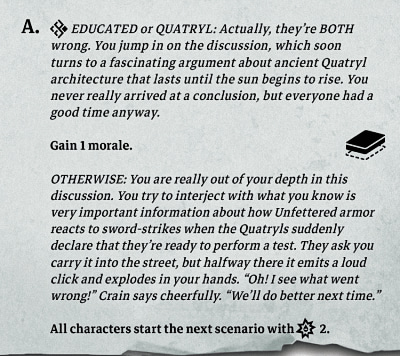 A. EDUCATED or QUATRYL: Actually, they're BOTH
wrong. You jump in on the discussion, which soon
turns to a fascinating argument about ancient Quatryl
architecture that lasts until the sun begins to rise. You
never really arrived at a conclusion, but everyone had a
good time anyway.
Gain 1 morale.
OTHERWISE: You are really out of your depth in this
discussion. You try to interject with what you know is
very important information about how Unfettered armor
reacts to sword-strikes when the Quatryls suddenly
declare that they're ready to perform a test. They ask you
carry it into the street, but halfway there it emits a loud
click and explodes in your hands. “Oh! I see what went
wrong!” Crain says cheerfully. “We'll do better next time.”
All characters start the next scenario with 2.